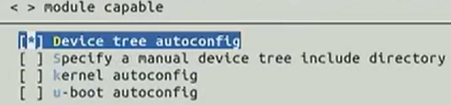 < > module capable
[*] Device tree autoconfig
[ ] Specify a manual device tree include directory
[ ] kernel autoconfig
[ ] u-boot autoconfig